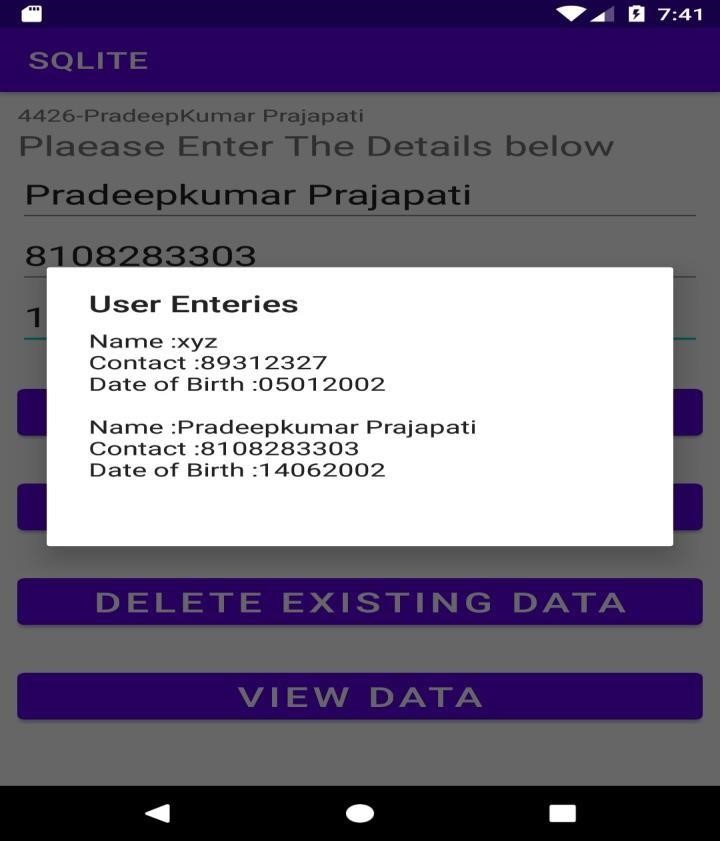 7:41
SQLITE
4426-PradeepKumar Prajapati
Plaease Enter The Details below
Pradeepkumar Prajapati
8108283303
1
User Enteries
Name :xyz
Contact :89312327
Date of Birth :05012002
Name :Pradeepkumar Prajapati
Contact :8108283303
Date of Birth :14062002
DELETE EXISTING DATA
VIEW DATA